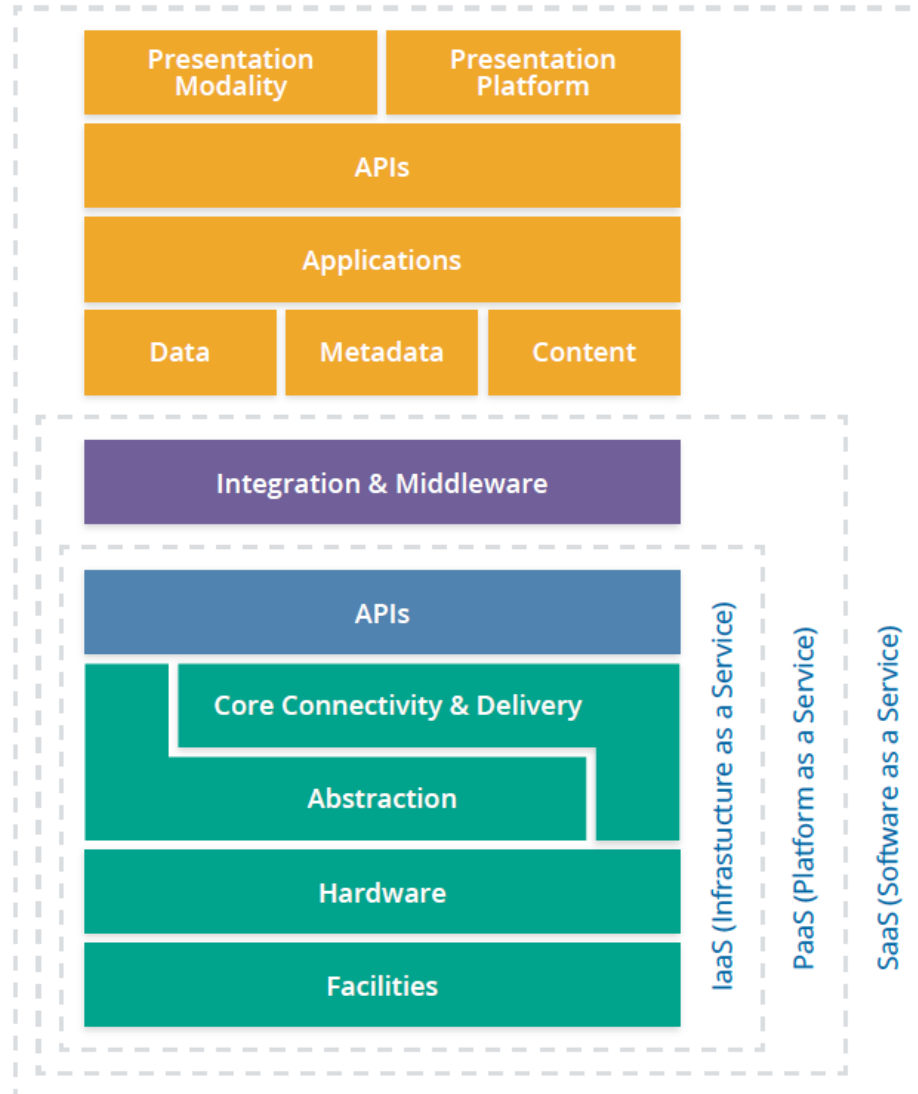 Presentation
Modality
Presentation
Platform
APIs
Applications
Data
Metadata
Content
Integration & Middleware
APIs
Core Connectivity & Delivery
Abstraction
Hardware
Facilities
IaaS (Infrastucture as a Service)
PaaS (Platform as a Service)
SaaS (Software as a Service)